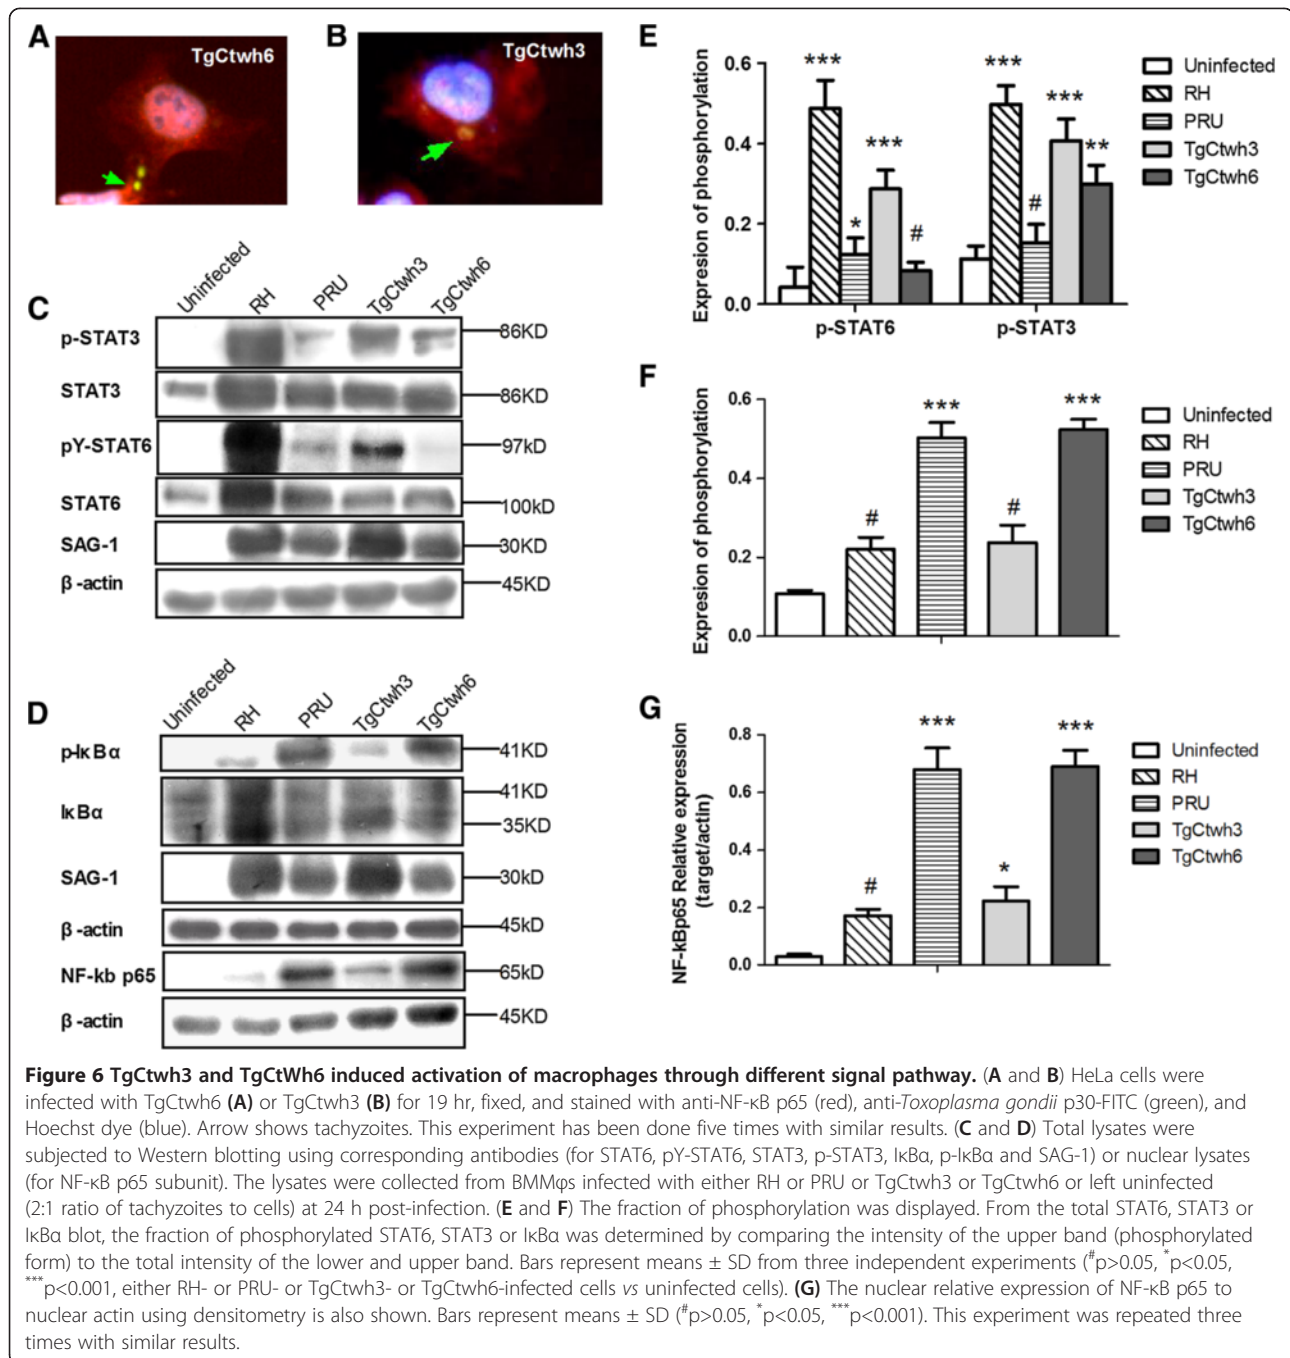 A
TgCtwh6
B
TgCtwh3
C
Uninfected
RH
PRU
TgCtwh3
TgCtwh6
p-STAT3
86KD
STAT3
86KD
pY-STAT6
97kD
STAT6
100kD
SAG-1
30KD
β-actin
45KD
D
Uninfected
RH
PRU
TgCtwh3
TgCtwh6
p-IκBα
41KD
IκBα
41KD
35KD
SAG-1
30kD
β-actin
45kD
NF-kb p65
65kD
β-actin
45KD
E
Expresion of phosphorylation
0.6
0.4
0.2
0.0
***
*
***
#
***
#
***
**
p-STAT6
p-STAT3
Uninfected
RH
PRU
TgCtwh3
TgCtwh6
F
Expresion of phosphorylation
0.6
0.4
0.2
0.0
#
***
#
***
Uninfected
RH
PRU
TgCtwh3
TgCtwh6
G
NF-kBp65 Relative expression
(target/actin)
0.8
0.6
0.4
0.2
0.0
#
***
*
***
Uninfected
RH
PRU
TgCtwh3
TgCtwh6
Figure 6 TgCtwh3 and TgCtWh6 induced activation of macrophages through different signal pathway. (A and B) HeLa cells were
infected with TgCtwh6 (A) or TgCtwh3 (B) for 19 hr, fixed, and stained with anti-NF-κB p65 (red), anti-Toxoplasma gondii p30-FITC (green), and
Hoechst dye (blue). Arrow shows tachyzoites. This experiment has been done five times with similar results. (C and D) Total lysates were
subjected to Western blotting using corresponding antibodies (for STAT6, pY-STAT6, STAT3, p-STAT3, IκBα, p-IκBα and SAG-1) or nuclear lysates
(for NF-κB p65 subunit). The lysates were collected from BMMφs infected with either RH or PRU or TgCtwh3 or TgCtwh6 or left uninfected
(2:1 ratio of tachyzoites to cells) at 24 h post-infection. (E and F) The fraction of phosphorylation was displayed. From the total STAT6, STAT3 or
IκBα blot, the fraction of phosphorylated STAT6, STAT3 or IκBα was determined by comparing the intensity of the upper band (phosphorylated
form) to the total intensity of the lower and upper band. Bars represent means ± SD from three independent experiments (#p>0.05, *p<0.05,
***p<0.001, either RH- or PRU- or TgCtwh3- or TgCtwh6-infected cells vs uninfected cells). (G) The nuclear relative expression of NF-κB p65 to
nuclear actin using densitometry is also shown. Bars represent means ± SD (#p>0.05, *p<0.05, ***p<0.001). This experiment was repeated three
times with similar results.